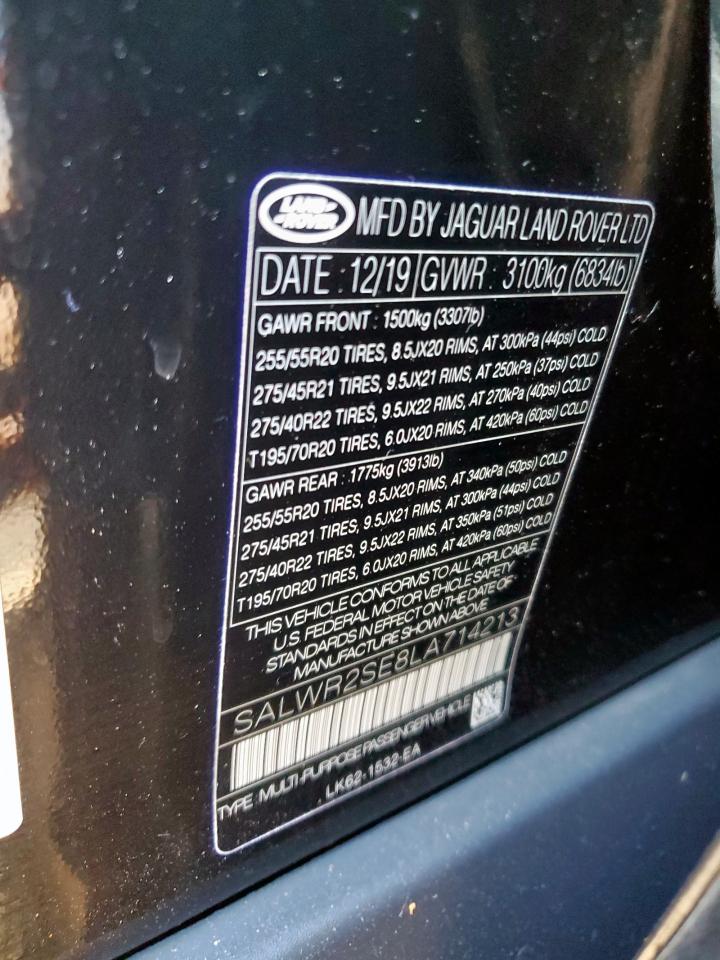 LAND ROVER
MFD BY JAGUAR LAND ROVER LTD
DATE : 12/19 GVWR : 3100kg (6834lb)
GAWR FRONT : 1500kg (3307lb)
255/55R20 TIRES, 8.5JX20 RIMS, AT 300kPa (44psi) COLD
275/45R21 TIRES, 9.5JX21 RIMS, AT 250kPa (37psi) COLD
275/40R22 TIRES, 9.5JX22 RIMS, AT 270kPa (40psi) COLD
T195/70R20 TIRES, 6.0JX20 RIMS, AT 420kPa (60psi) COLD
GAWR REAR : 1775kg (3913lb)
255/55R20 TIRES, 8.5JX20 RIMS, AT 340kPa (50psi) COLD
275/45R21 TIRES, 9.5JX21 RIMS, AT 300kPa (44psi) COLD
275/40R22 TIRES, 9.5JX22 RIMS, AT 350kPa (51psi) COLD
T195/70R20 TIRES, 6.0JX20 RIMS, AT 420kPa (60psi) COLD
THIS VEHICLE CONFORMS TO ALL APPLICABLE
U.S. FEDERAL MOTOR VEHICLE SAFETY
STANDARDS IN EFFECT ON THE DATE OF
MANUFACTURE SHOWN ABOVE
SALWR2SE8LA714213
TYPE : MULTI-PURPOSE PASSENGER VEHICLE
LK62-1532-EA